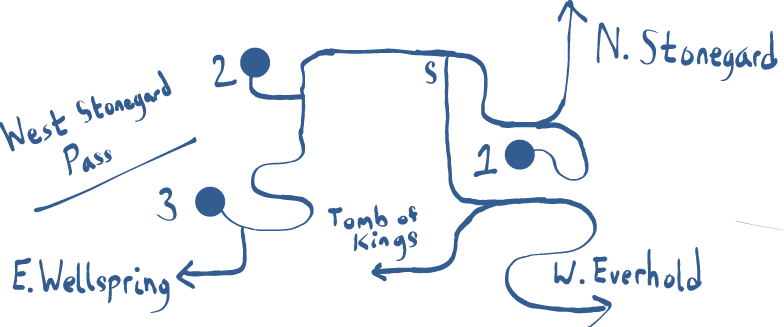 N. Stonegard
2
S
West Stonegard
Pass
1
3
Tomb of
Kings
E. Wellspring
W. Everhold